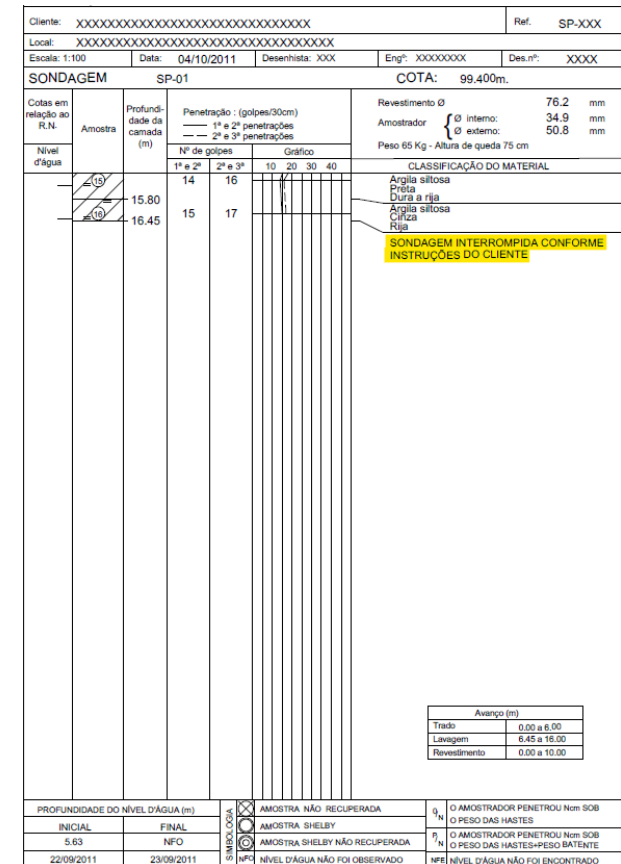 Cliente: XXXXXXXXXXXXXXXXXXXXXXXXXXXXXX Ref. SP-XXX
Local: XXXXXXXXXXXXXXXXXXXXXXXXXXXXXXXXX
Escala: 1:100 Data: 04/10/2011 Desenhista: XXX Engº: XXXXXXXX Des.nº: XXXX
SONDAGEM SP-01 COTA: 99.400m.
Cotas em relação ao R.N.
Nível d'água
Amostra
Profundi-
dade da
camada
(m)
Penetração : (golpes/30cm)
1ª e 2ª penetrações
2ª e 3ª penetrações
Nº de golpes Gráfico
1ª e 2ª 2ª e 3ª 10 20 30 40
Revestimento Ø 76.2 mm
Amostrador { Ø interno: 34.9 mm
Ø externo: 50.8 mm
Peso 65 Kg - Altura de queda 75 cm
CLASSIFICAÇÃO DO MATERIAL
15 14 16
15.80
Argila siltosa
Preta
Dura a rija
16 15 17
16.45
Argila siltosa
Cinza
Rija
SONDAGEM INTERROMPIDA CONFORME
INSTRUÇÕES DO CLIENTE
Avanço (m)
Trado 0.00 a 6.00
Lavagem 6.45 a 16.00
Revestimento 0.00 a 10.00
PROFUNDIDADE DO NÍVEL D'ÁGUA (m)
INICIAL FINAL
5.63 NFO
22/09/2011 23/09/2011
SIMBOLOGIA
AMOSTRA NÃO RECUPERADA
AMOSTRA SHELBY
AMOSTRA SHELBY NÃO RECUPERADA
NFO NÍVEL D'ÁGUA NÃO FOI OBSERVADO
O AMOSTRADOR PENETROU Ncm SOB
O PESO DAS HASTES
P/N O AMOSTRADOR PENETROU Ncm SOB
O PESO DAS HASTES+PESO BATENTE
NFE NÍVEL D'ÁGUA NÃO FOI ENCONTRADO